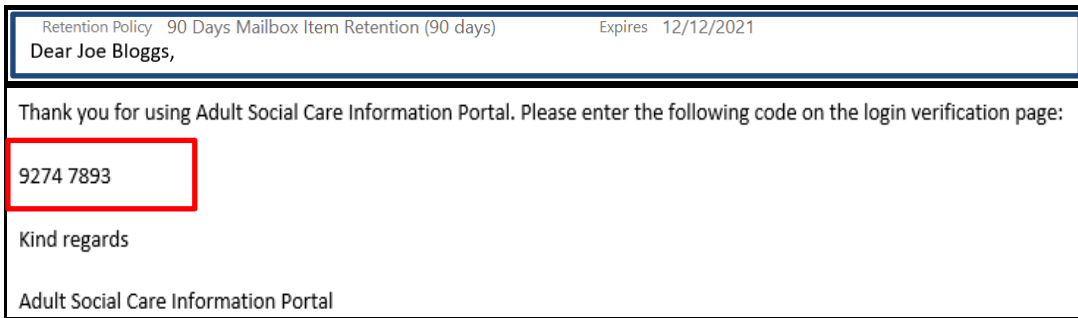 Retention Policy 90 Days Mailbox Item Retention (90 days) Expires 12/12/2021
Dear Joe Bloggs,
Thank you for using Adult Social Care Information Portal. Please enter the following code on the login verification page:
9274 7893
Kind regards
Adult Social Care Information Portal